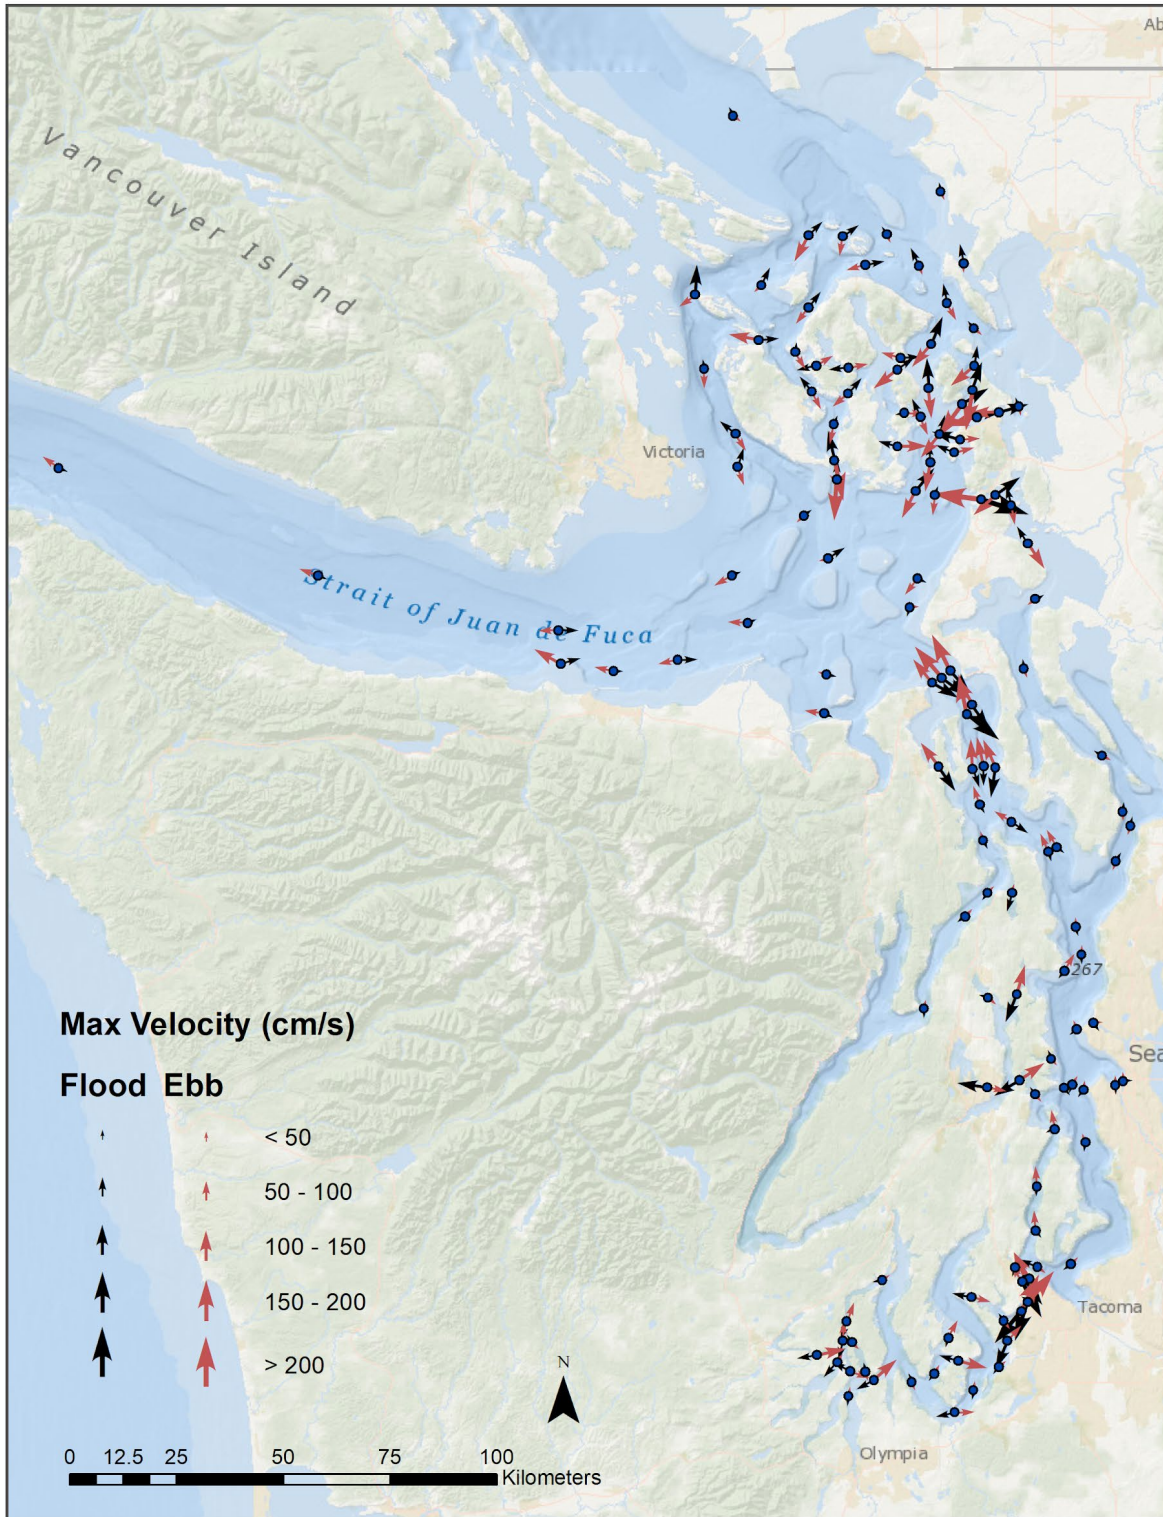 Ab
Vancouver Island
Victoria
Strait of Juan de Fuca
267
Max Velocity (cm/s)
Sea
Flood Ebb
< 50
50 - 100
100 - 150
150 - 200
Tacoma
> 200
N
Olympia
0 12.5 25 50 75 100
Kilometers